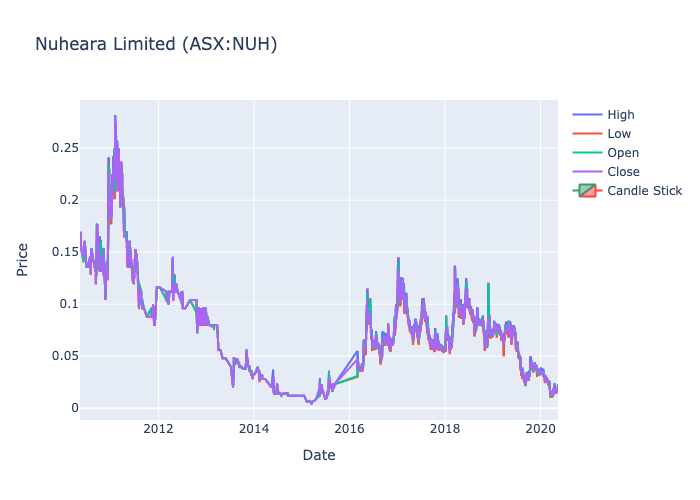 Nuheara Limited (ASX:NUH)
High
Low
Open
Close
Candle Stick
Price
0.25
0.2
0.15
0.1
0.05
0
2012
2014
2016
2018
2020
Date